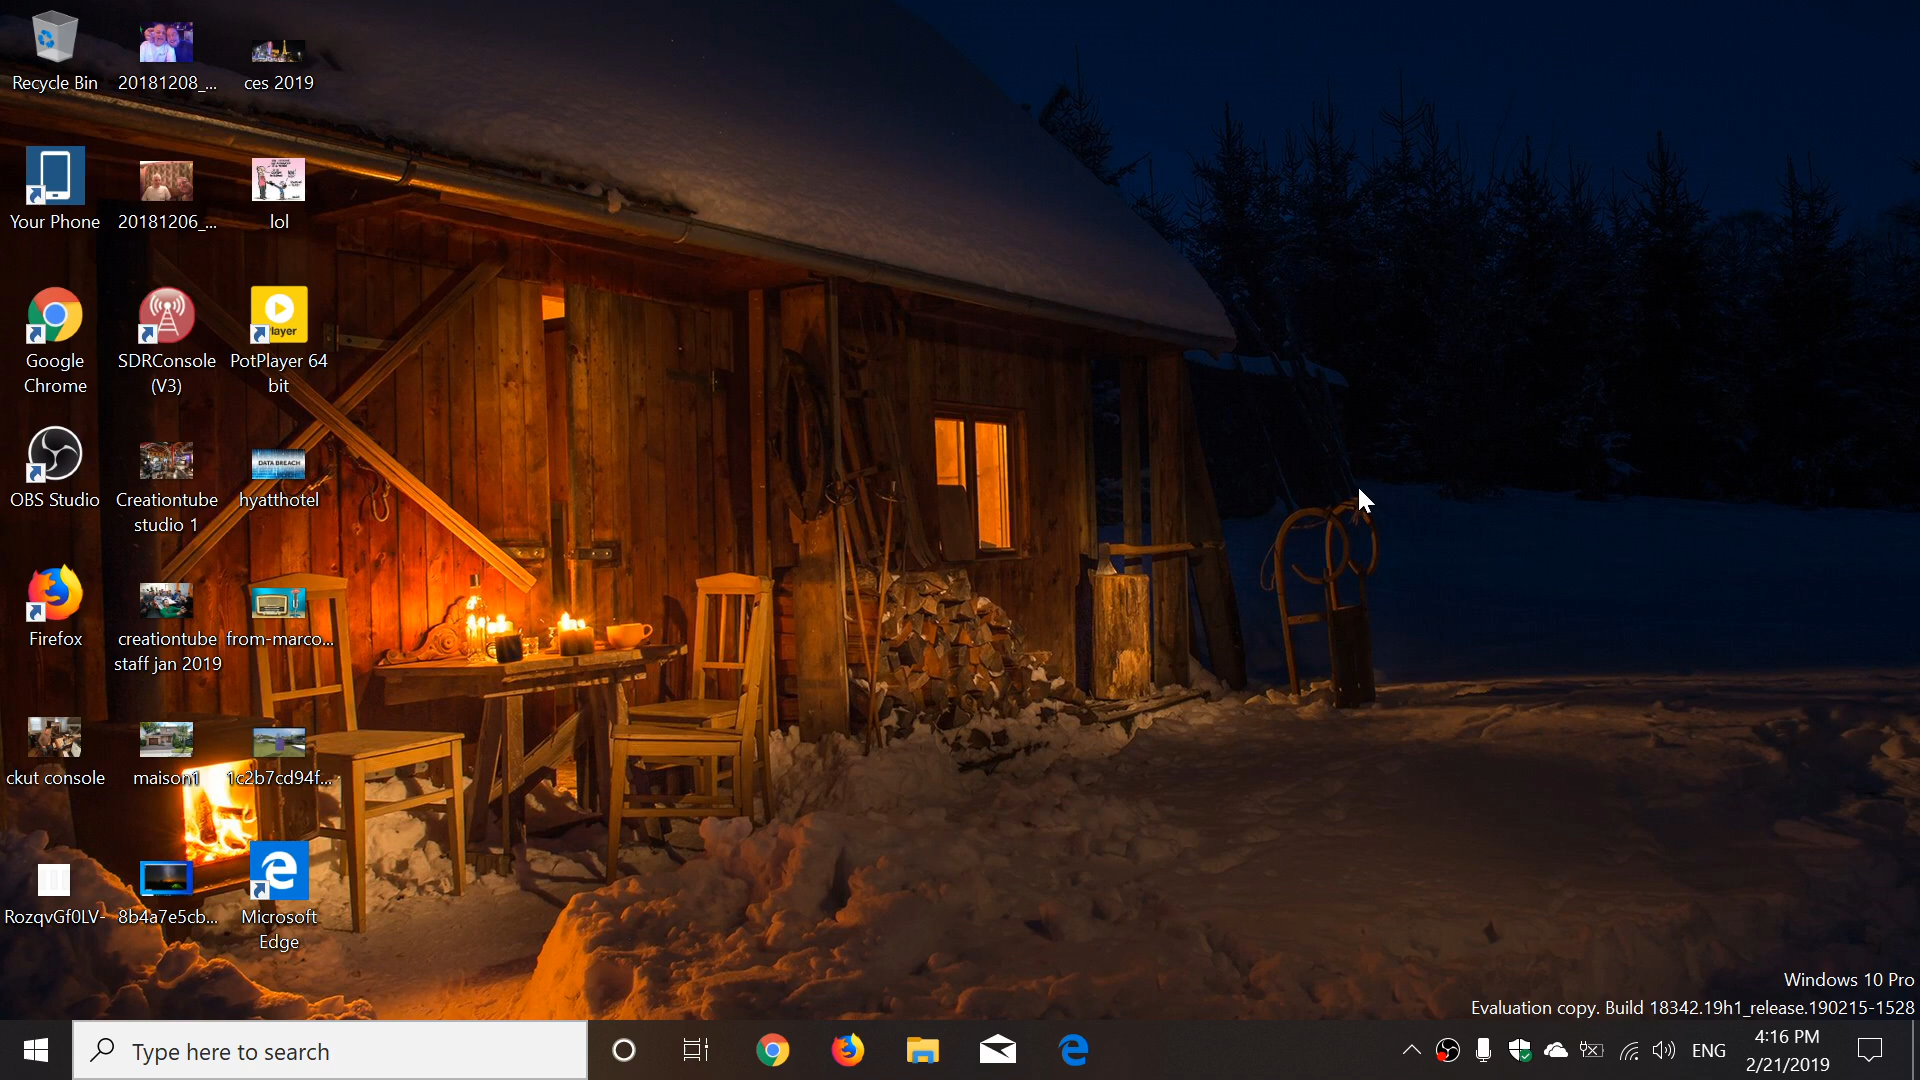 Recycle Bin
20181208_...
ces 2019
Your Phone
20181206_...
lol
Google
Chrome
SDRConsole
(V3)
Player
PotPlayer 64
bit
OBS Studio
Creationtube
studio 1
DATA BREACH
hyatthotel
Firefox
creationtube
staff jan 2019
from-marco...
ckut console
maison1
1c2b7cd94f...
RozqvGf0LV-
8b4a7e5cb...
Microsoft
Edge
Windows 10 Pro
Evaluation copy. Build 18342.19h1_release.190215-1528
Type here to search
ENG
4:16 PM
2/21/2019